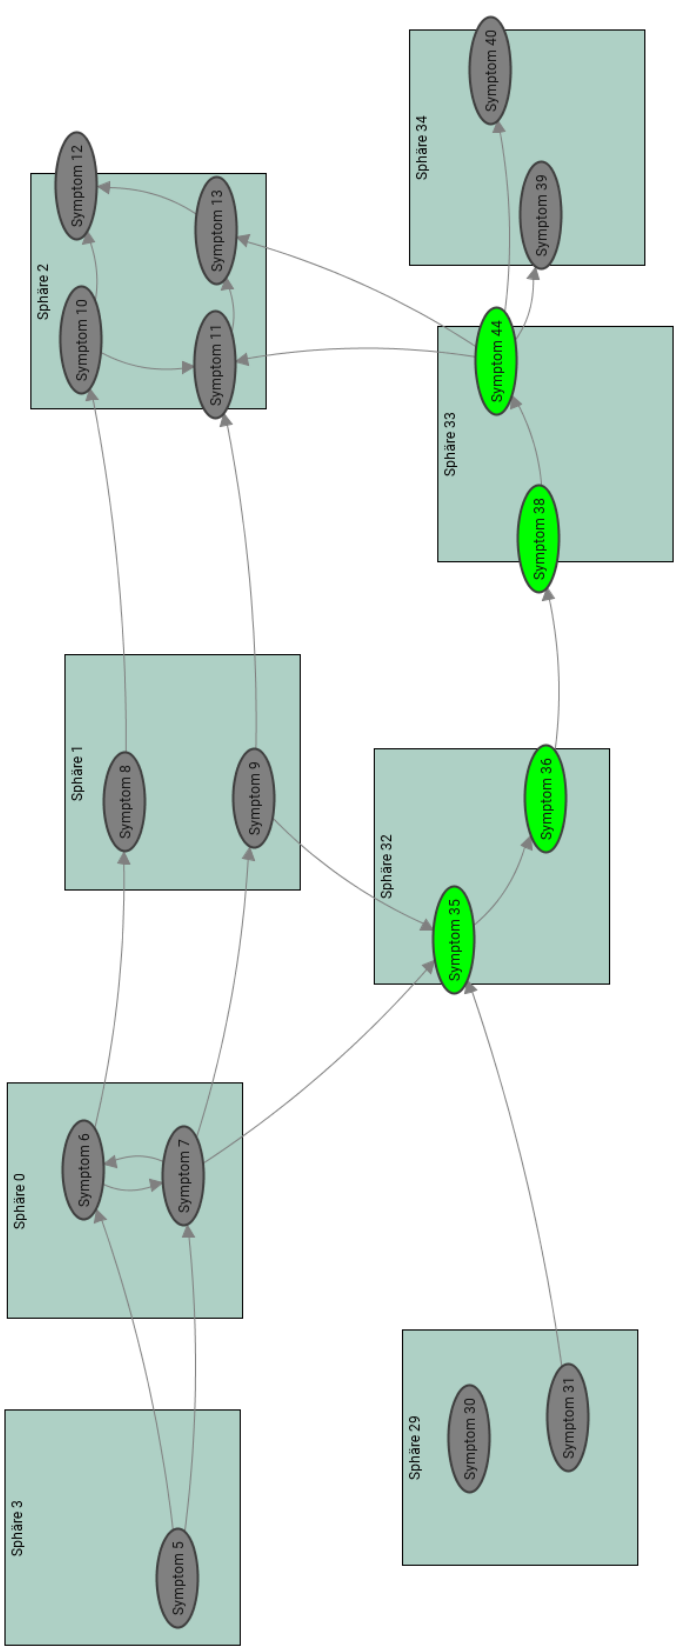 Sphäre 3
Symptom 5
Sphäre 0
Symptom 6
Symptom 7
Sphäre 1
Symptom 8
Symptom 9
Sphäre 2
Symptom 10
Symptom 12
Symptom 11
Symptom 13
Sphäre 29
Symptom 30
Symptom 31
Sphäre 32
Symptom 35
Symptom 36
Sphäre 33
Symptom 44
Symptom 38
Sphäre 34
Symptom 40
Symptom 39